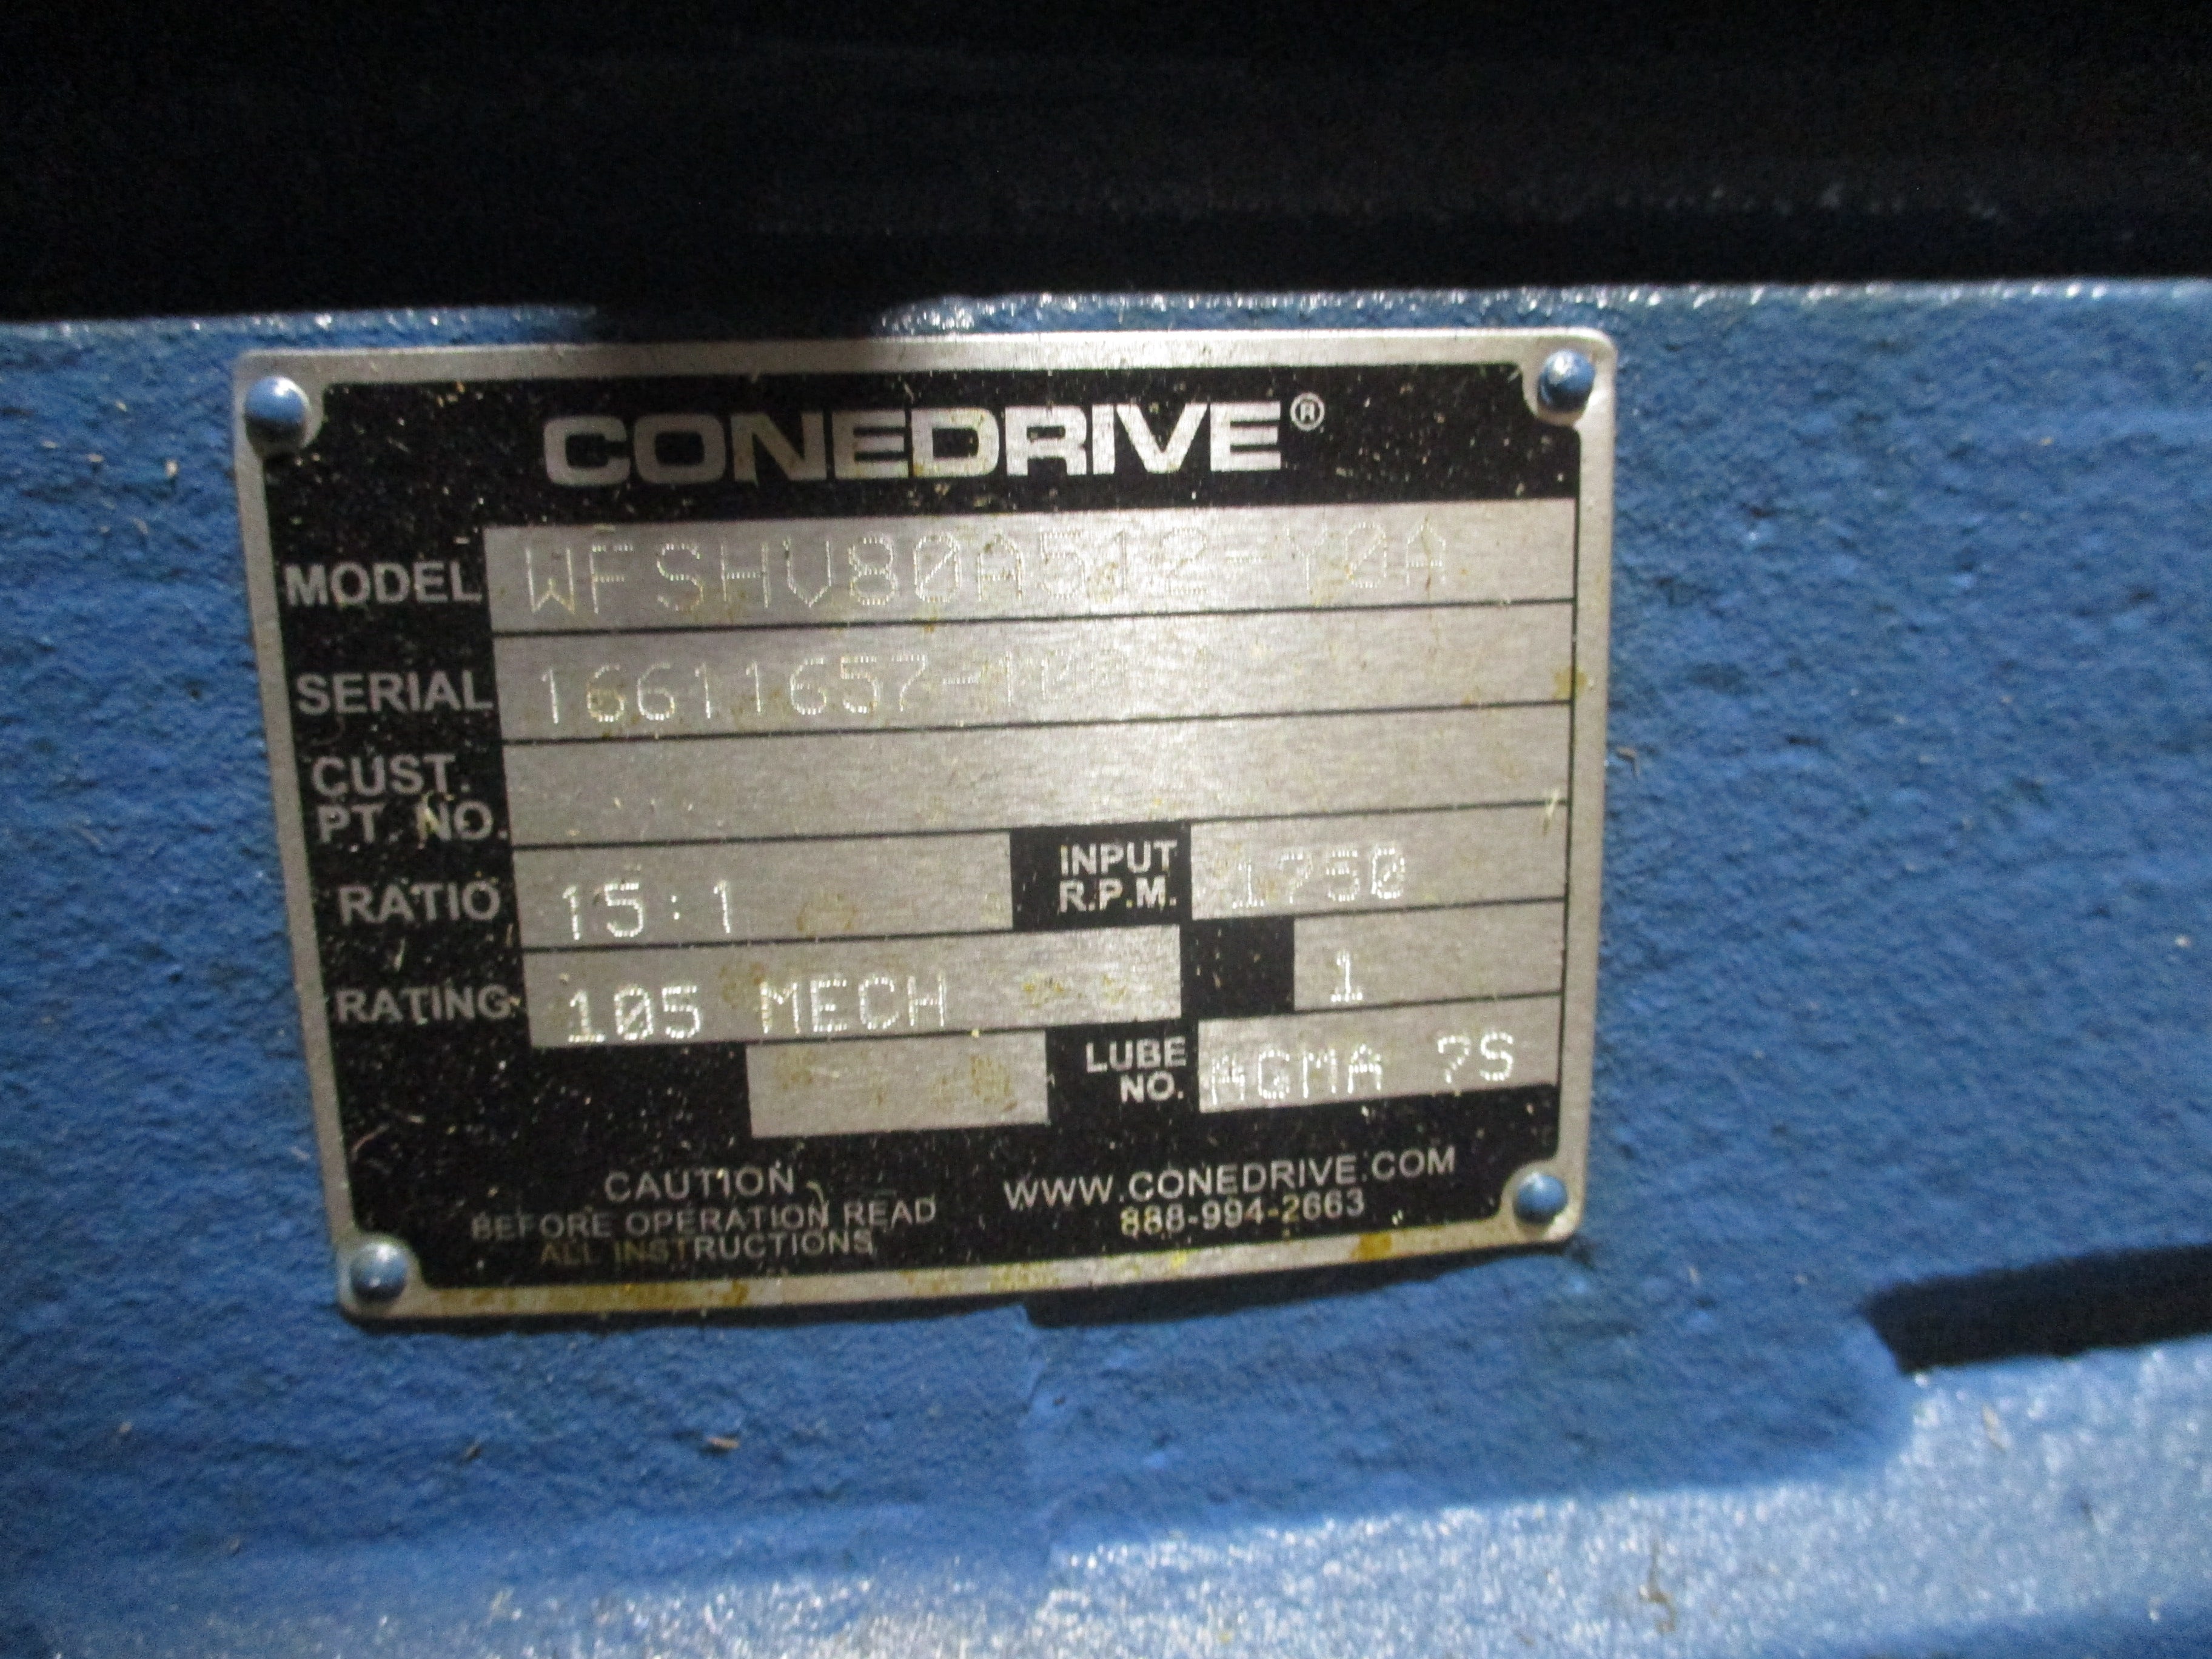 CONEDRIVE®
MODEL WFSHV80A512-Y0A
SERIAL 16611657-
CUST.
PT. NO.
RATIO 15:1 INPUT R.P.M. 1750
RATING 105 MECH 1
LUBE NO. AGMA 7S
CAUTION
BEFORE OPERATION READ
ALL INSTRUCTIONS
WWW.CONEDRIVE.COM
888-994-2663